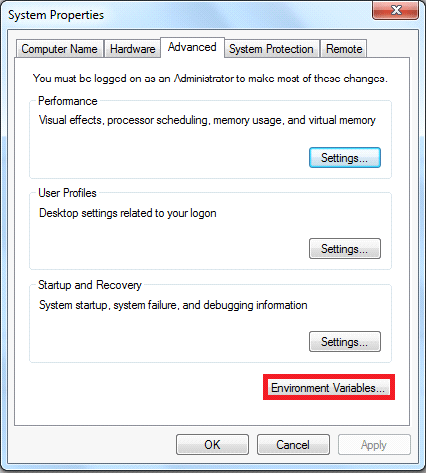 System Properties
Computer Name Hardware Advanced System Protection Remote
You must be logged on as an Administrator to make most of these changes.
Performance
Visual effects, processor scheduling, memory usage, and virtual memory
Settings...
User Profiles
Desktop settings related to your logon
Settings...
Startup and Recovery
System startup, system failure, and debugging information
Settings...
Environment Variables...
OK Cancel Apply